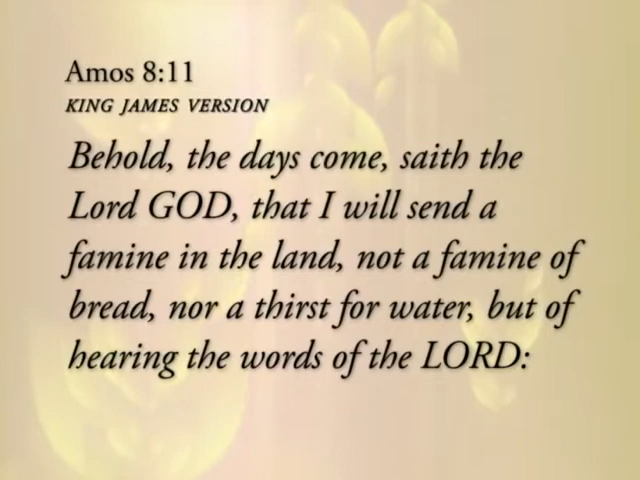 Amos 8:11
KING JAMES VERSION
Behold, the days come, saith the
Lord GOD, that I will send a
famine in the land, not a famine of
bread, nor a thirst for water, but of
hearing the words of the LORD: